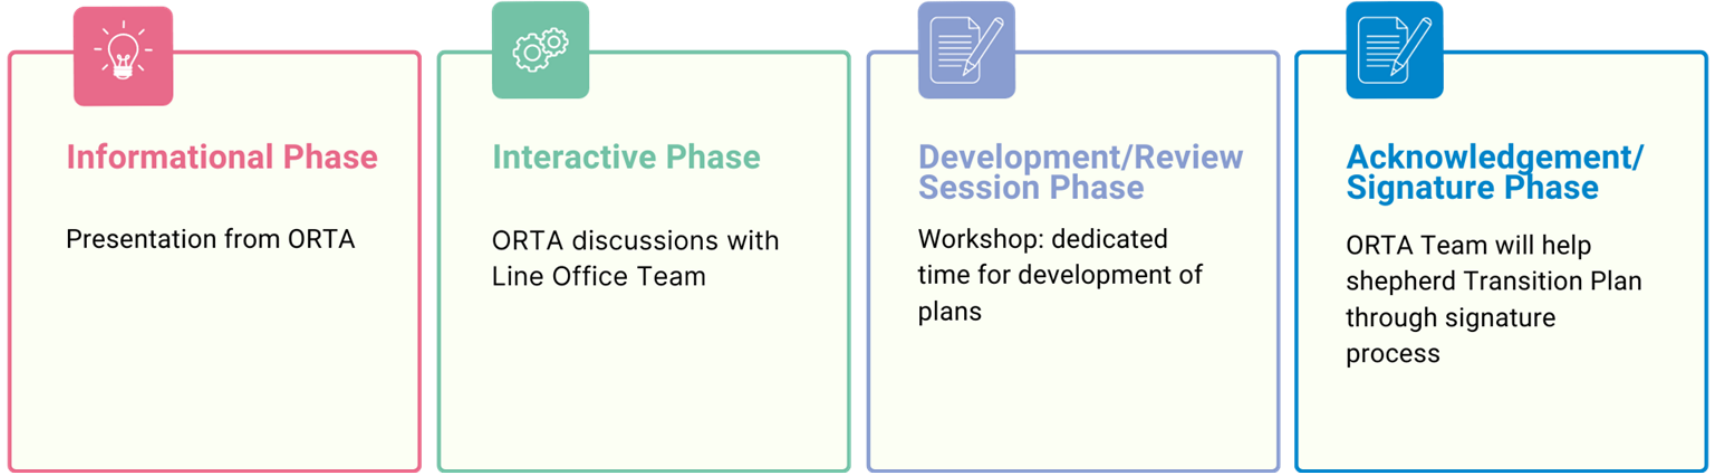 Informational Phase
Presentation from ORTA
Interactive Phase
ORTA discussions with
Line Office Team
Development/Review
Session Phase
Workshop: dedicated
time for development of
plans
Acknowledgement/
Signature Phase
ORTA Team will help
shepherd Transition Plan
through signature
process